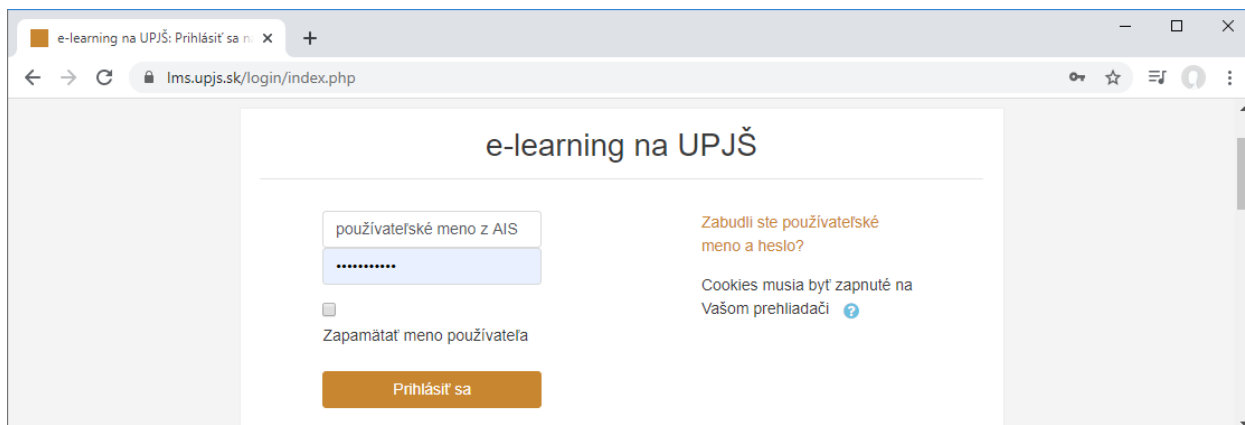 e-learning na UPJŠ: Prihlásiť sa n
lms.upjs.sk/login/index.php
e-learning na UPJŠ
používateľské meno z AIS
•••••••••••
Zapamätať meno používateľa
Prihlásiť sa
Zabudli ste používateľské
meno a heslo?
Cookies musia byť zapnuté na
Vašom prehliadači ?